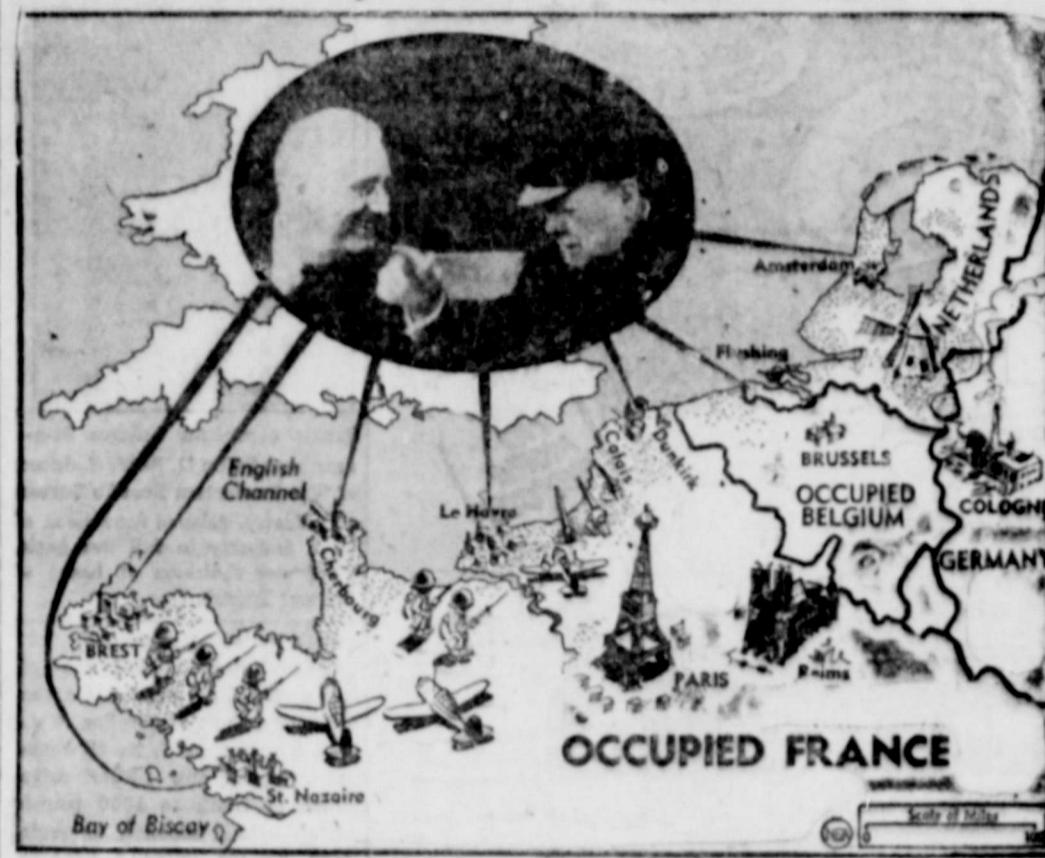 Amsterdam
NETHERLANDS
Flushing
English
Channel
Calais
Dunkirk
BRUSSELS
OCCUPIED
BELGIUM
COLOGNE
GERMANY
Le Havre
Cherbourg
BREST
PARIS
Reims
OCCUPIED FRANCE
St. Nazaire
Bay of Biscay
Scale of Miles
NEA